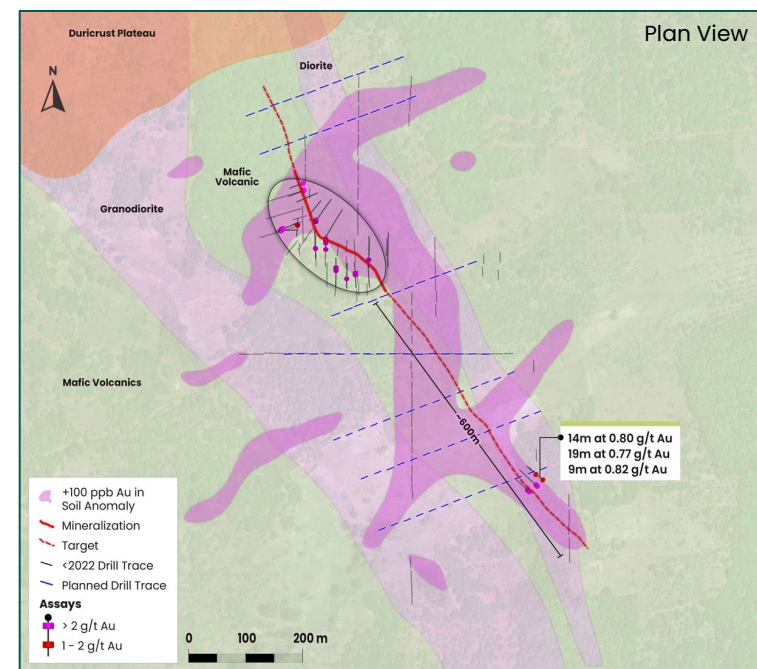 Plan View
Duricrust Plateau
Diorite
N
Mafic
Volcanic
Granodiorite
Mafic Volcanics
~600m
14m at 0.80 g/t Au
19m at 0.77 g/t Au
9m at 0.82 g/t Au
+100 ppb Au in
Soil Anomaly
Mineralization
Target
<2022 Drill Trace
Planned Drill Trace
Assays
> 2 g/t Au
1 - 2 g/t Au
0 100 200 m